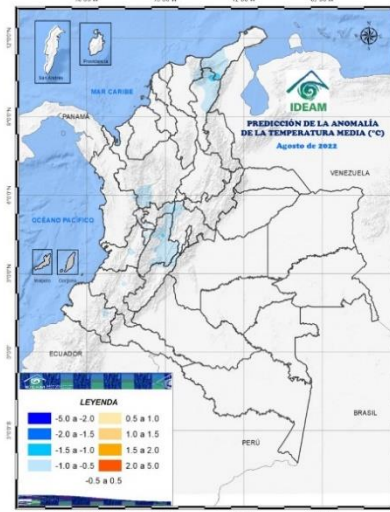 San Andrés
Providencia
MAR CARIBE
IDEAM
PANAMÁ
PREDICCIÓN DE LA ANOMALÍA
DE LA TEMPERATURA MEDIA (°C)
Agosto de 2022
VENEZUELA
OCÉANO PACÍFICO
ECUADOR
BRASIL
PERÚ
LEYENDA
-5.0 a -2.0
0.5 a 1.0
-2.0 a -1.5
1.0 a 1.5
-1.5 a -1.0
1.5 a 2.0
-1.0 a -0.5
2.0 a 5.0
-0.5 a 0.5